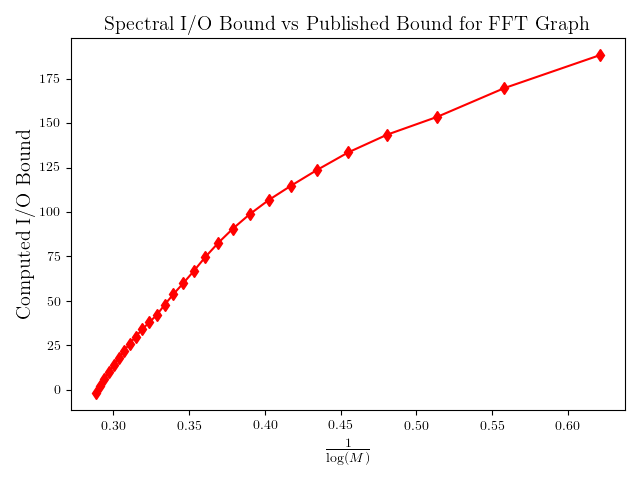 Spectral I/O Bound vs Published Bound for FFT Graph
Computed I/O Bound
175
150
125
100
75
50
25
0
0.30 0.35 0.40 0.45 0.50 0.55 0.60
1
log(M)